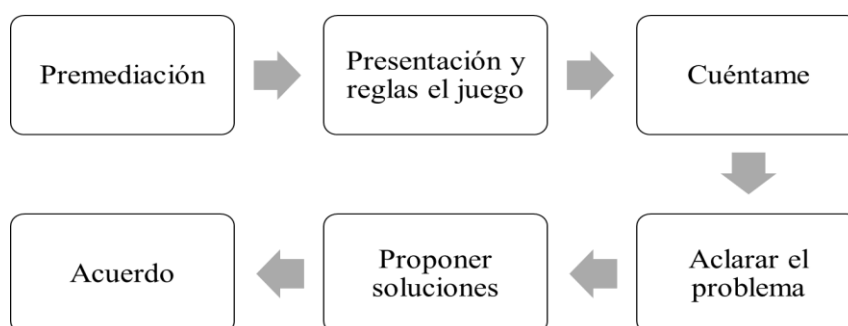 Premediación
Presentación y
reglas el juego
Cuéntame
Aclarar el
problema
Proponer
soluciones
Acuerdo